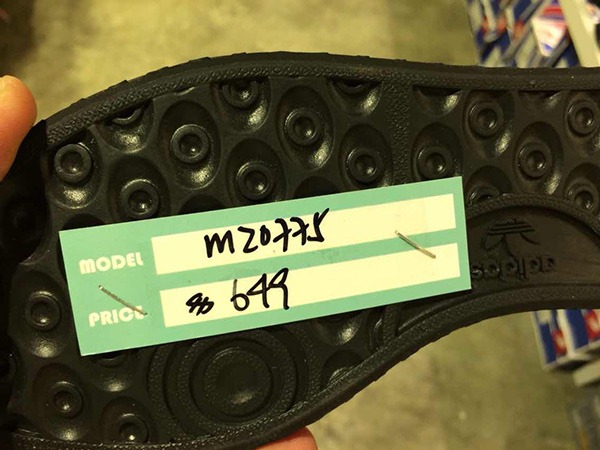 MODEL M20775
PRICE $ 649
adidas